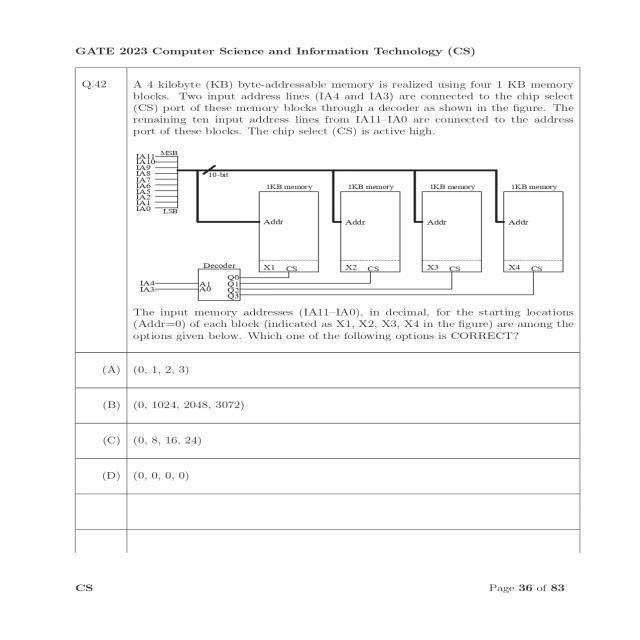 GATE 2023 Computer Science and Information Technology (CS)
Q.42
A 4 kilobyte (KB) byte-addressable memory is realized using four 1 KB memory
blocks. Two input address lines (IA4 and IA3) are connected to the chip select
(CS) port of these memory blocks through a decoder as shown in the figure. The
remaining ten input address lines from IA11–IA0 are connected to the address
port of these blocks. The chip select (CS) is active high.
MSB
IA11
IA10
IA9
IA8
IA7
IA6
IA5
IA2
IA1
IA0
LSB
10-bit
1KB memory 1KB memory 1KB memory 1KB memory
Addr Addr Addr Addr
X1 CS X2 CS X3 CS X4 CS
Decoder
IA4 A1
IA3 A0
Q0
Q1
Q2
Q3
The input memory addresses (IA11–IA0), in decimal, for the starting locations
(Addr=0) of each block (indicated as X1, X2, X3, X4 in the figure) are among the
options given below. Which one of the following options is CORRECT?
(A) (0, 1, 2, 3)
(B) (0, 1024, 2048, 3072)
(C) (0, 8, 16, 24)
(D) (0, 0, 0, 0)
CS Page 36 of 83